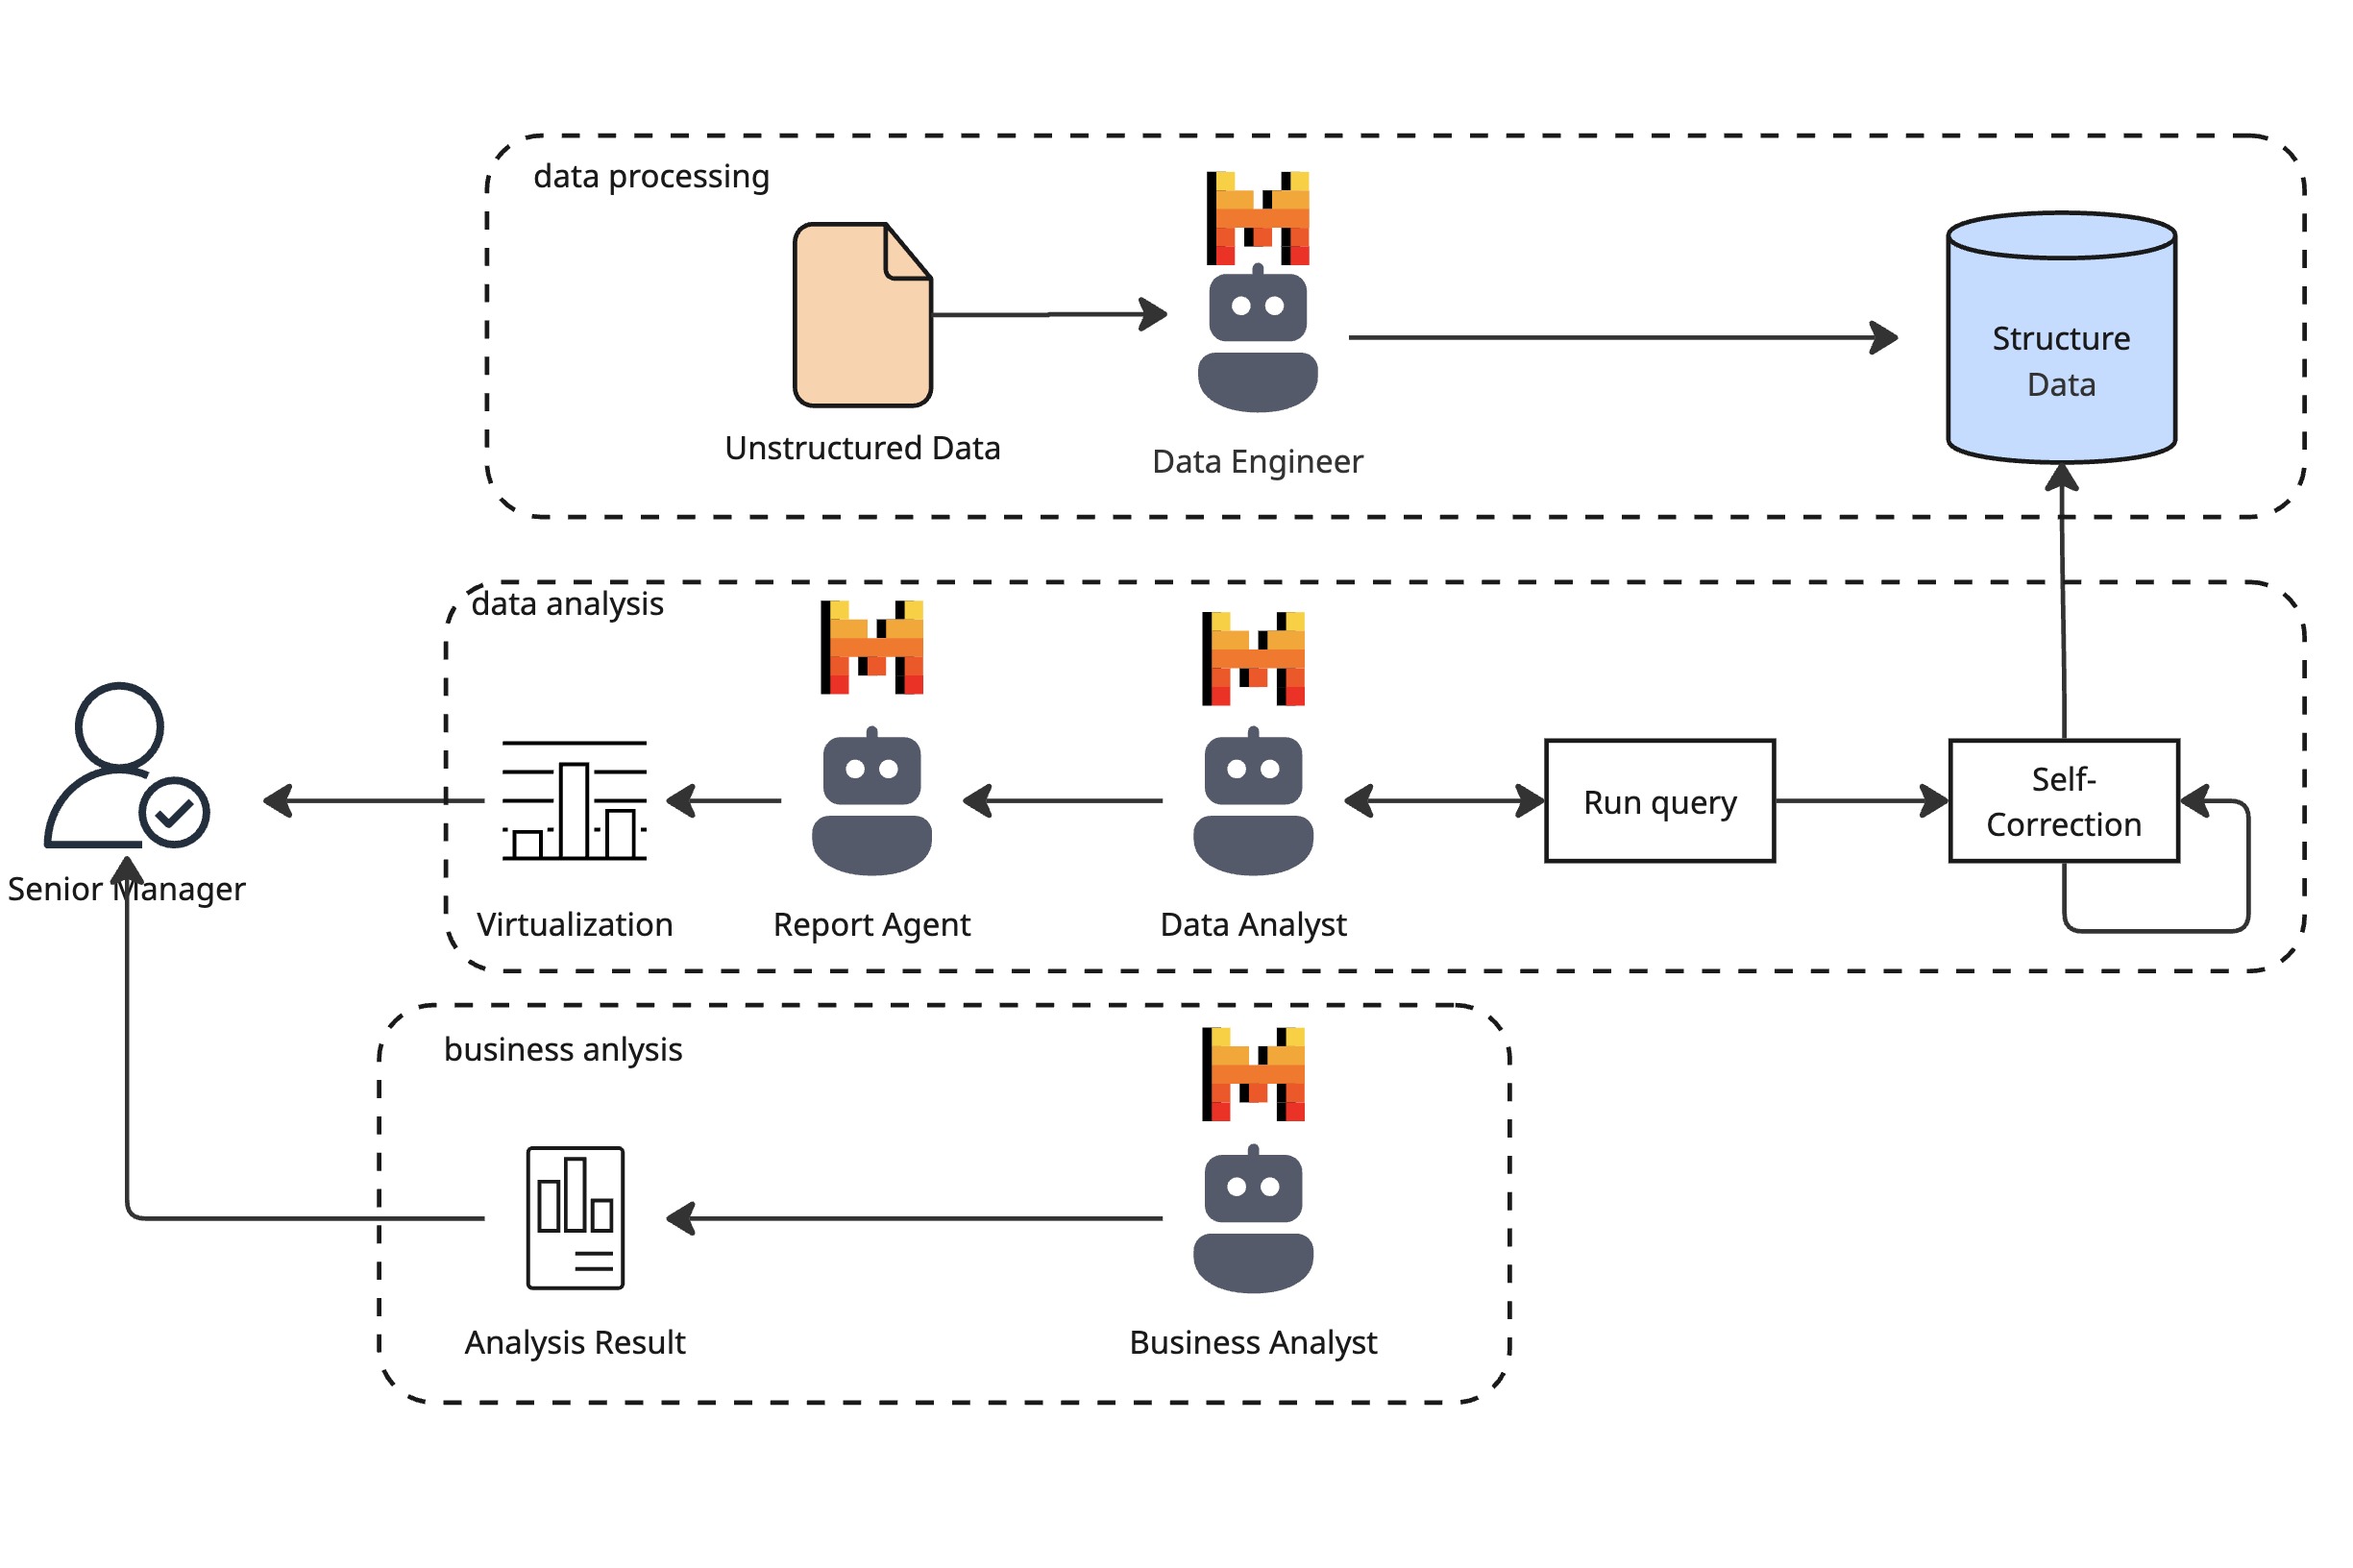 data processing
Unstructured Data
Data Engineer
Structure
Data
data analysis
Senior Manager
Virtualization
Report Agent
Data Analyst
Run query
Self-
Correction
business anlysis
Analysis Result
Business Analyst